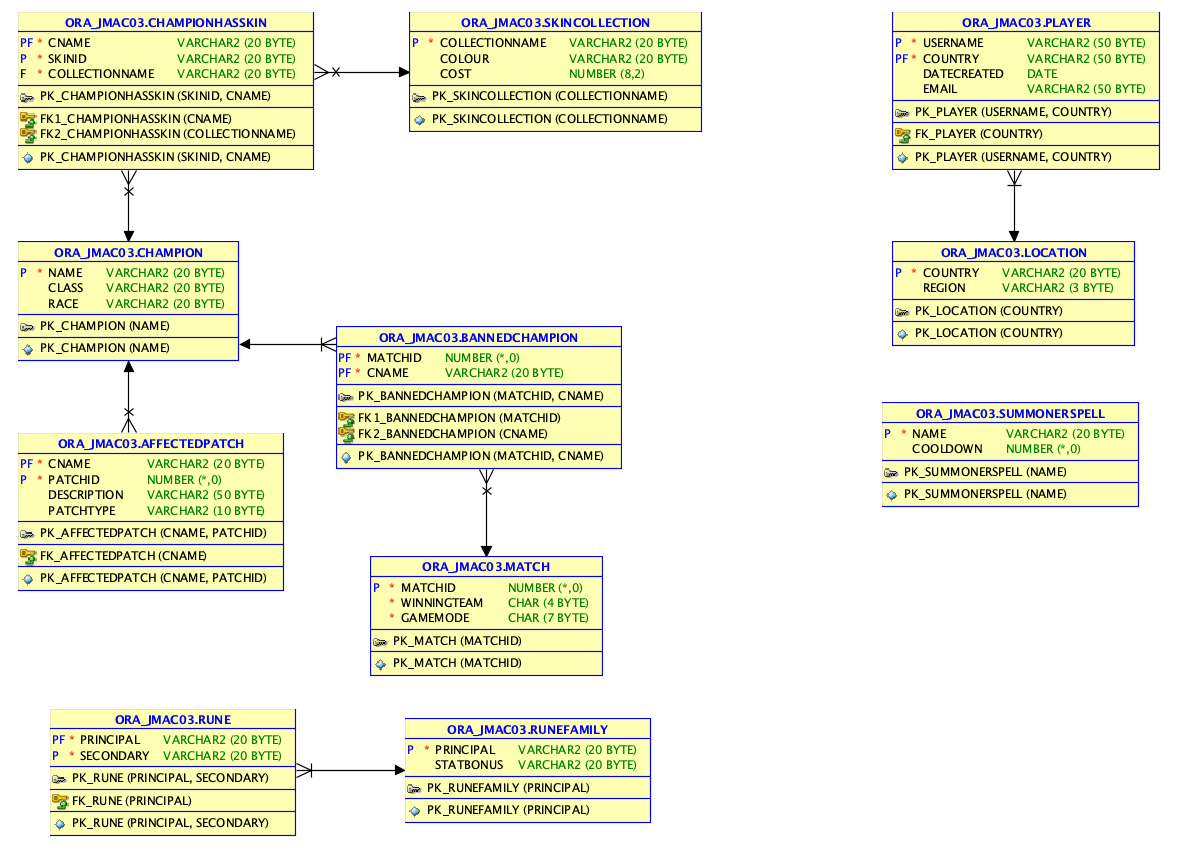 ORA_JMAC03.CHAMPIONHASSKIN
PF * CNAME VARCHAR2 (20 BYTE)
P * SKINID VARCHAR2 (20 BYTE)
F * COLLECTIONNAME VARCHAR2 (20 BYTE)
PK_CHAMPIONHASSKIN (SKINID, CNAME)
FK1_CHAMPIONHASSKIN (CNAME)
FK2_CHAMPIONHASSKIN (COLLECTIONNAME)
PK_CHAMPIONHASSKIN (SKINID, CNAME)
ORA_JMAC03.SKINCOLLECTION
P * COLLECTIONNAME VARCHAR2 (20 BYTE)
COLOUR VARCHAR2 (20 BYTE)
COST NUMBER (8,2)
PK_SKINCOLLECTION (COLLECTIONNAME)
PK_SKINCOLLECTION (COLLECTIONNAME)
ORA_JMAC03.PLAYER
P * USERNAME VARCHAR2 (50 BYTE)
PF * COUNTRY VARCHAR2 (50 BYTE)
DATECREATED DATE
EMAIL VARCHAR2 (50 BYTE)
PK_PLAYER (USERNAME, COUNTRY)
FK_PLAYER (COUNTRY)
PK_PLAYER (USERNAME, COUNTRY)
ORA_JMAC03.CHAMPION
P * NAME VARCHAR2 (20 BYTE)
CLASS VARCHAR2 (20 BYTE)
RACE VARCHAR2 (20 BYTE)
PK_CHAMPION (NAME)
PK_CHAMPION (NAME)
ORA_JMAC03.LOCATION
P * COUNTRY VARCHAR2 (20 BYTE)
REGION VARCHAR2 (3 BYTE)
PK_LOCATION (COUNTRY)
PK_LOCATION (COUNTRY)
ORA_JMAC03.BANNEDCHAMPION
PF * MATCHID NUMBER (*,0)
PF * CNAME VARCHAR2 (20 BYTE)
PK_BANNEDCHAMPION (MATCHID, CNAME)
FK1_BANNEDCHAMPION (MATCHID)
FK2_BANNEDCHAMPION (CNAME)
PK_BANNEDCHAMPION (MATCHID, CNAME)
ORA_JMAC03.SUMMONERSPELL
P * NAME VARCHAR2 (20 BYTE)
COOLDOWN NUMBER (*,0)
PK_SUMMONERSPELL (NAME)
PK_SUMMONERSPELL (NAME)
ORA_JMAC03.AFFECTEDPATCH
PF * CNAME VARCHAR2 (20 BYTE)
P * PATCHID NUMBER (*,0)
DESCRIPTION VARCHAR2 (50 BYTE)
PATCHTYPE VARCHAR2 (10 BYTE)
PK_AFFECTEDPATCH (CNAME, PATCHID)
FK_AFFECTEDPATCH (CNAME)
PK_AFFECTEDPATCH (CNAME, PATCHID)
ORA_JMAC03.MATCH
P * MATCHID NUMBER (*,0)
* WINNINGTEAM CHAR (4 BYTE)
* GAMEMODE CHAR (7 BYTE)
PK_MATCH (MATCHID)
PK_MATCH (MATCHID)
ORA_JMAC03.RUNE
PF * PRINCIPAL VARCHAR2 (20 BYTE)
P * SECONDARY VARCHAR2 (20 BYTE)
PK_RUNE (PRINCIPAL, SECONDARY)
FK_RUNE (PRINCIPAL)
PK_RUNE (PRINCIPAL, SECONDARY)
ORA_JMAC03.RUNEFAMILY
P * PRINCIPAL VARCHAR2 (20 BYTE)
STATBONUS VARCHAR2 (20 BYTE)
PK_RUNEFAMILY (PRINCIPAL)
PK_RUNEFAMILY (PRINCIPAL)